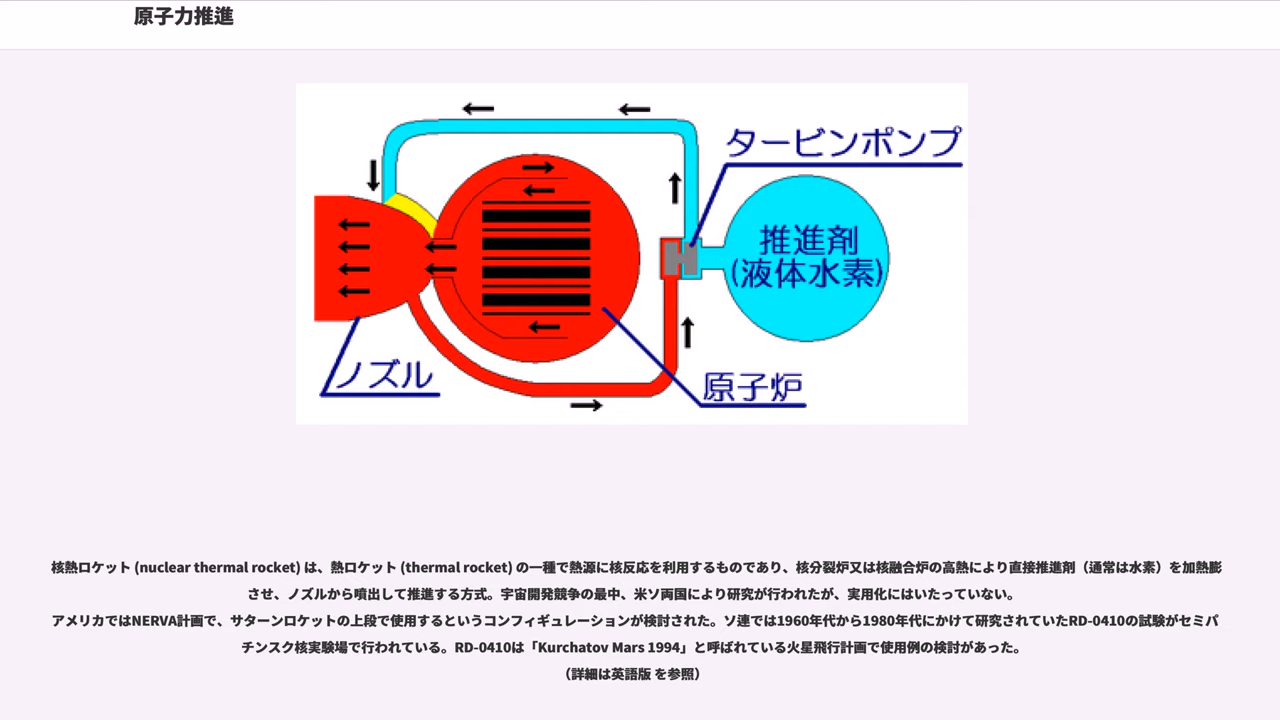 原子力推進
タービンポンプ
推進剤
(液体水素)
ノズル
原子炉
核熱ロケット (nuclear thermal rocket) は、熱ロケット (thermal rocket) の一種で熱源に核反応を利用するものであり、核分裂炉又は核融合炉の高熱により直接推進剤（通常は水素）を加熱膨
させ、ノズルから噴出して推進する方式。宇宙開発競争の最中、米ソ両国により研究が行われたが、実用化にはいたっていない。
アメリカではNERVA計画で、サターンロケットの上段で使用するというコンフィギュレーションが検討された。ソ連では1960年代から1980年代にかけて研究されていたRD-0410の試験がセミパ
チンスク核実験場で行われている。RD-0410は「Kurchatov Mars 1994」と呼ばれている火星飛行計画で使用例の検討があった。
（詳細は英語版 を参照）